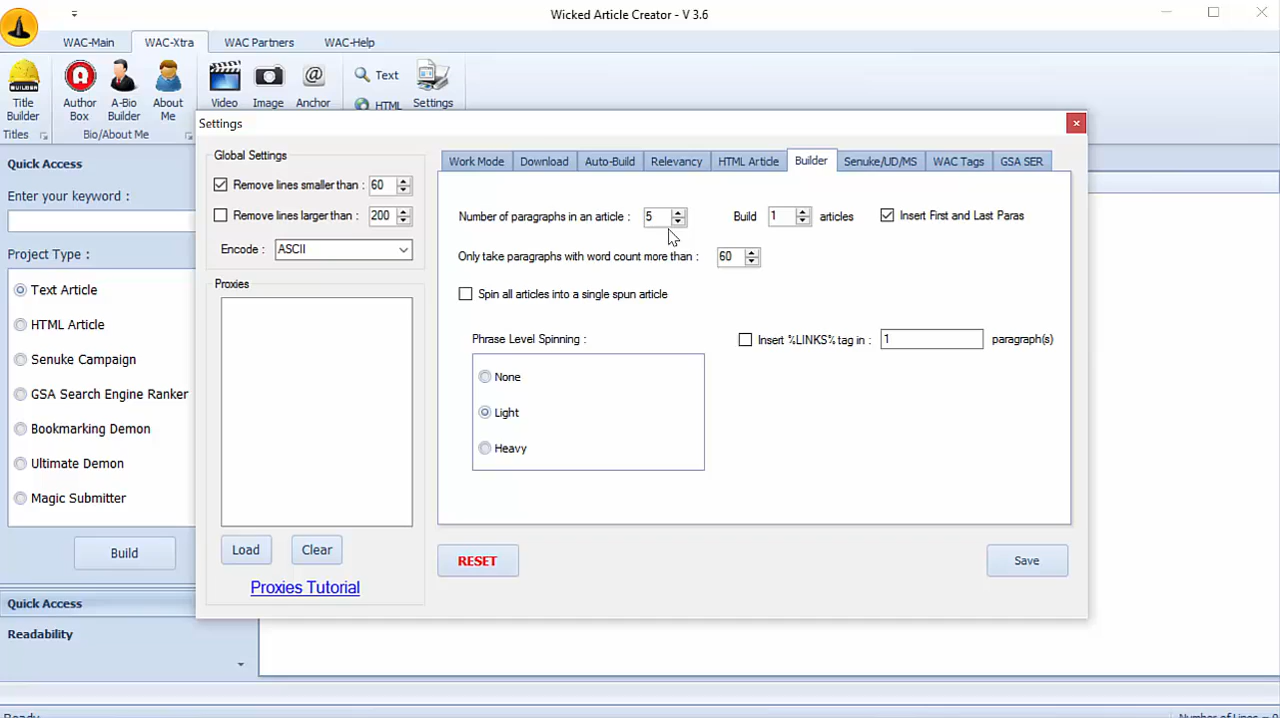 Wicked Article Creator - V 3.6
WAC-Main WAC-Xtra WAC Partners WAC-Help
BUILDER
Title Builder
Author Box
A-Bio Builder
About Me
Video
Image
Anchor
Text
HTML
Settings
Titles
Bio/About Me
Quick Access
Enter your keyword :
Project Type :
Text Article
HTML Article
Senuke Campaign
GSA Search Engine Ranker
Bookmarking Demon
Ultimate Demon
Magic Submitter
Build
Quick Access
Readability
Settings
Global Settings
Remove lines smaller than : 60
Remove lines larger than : 200
Encode : ASCII
Proxies
Load Clear
Proxies Tutorial
Work Mode Download Auto-Build Relevancy HTML Article Builder Senuke/UD/MS WAC Tags GSA SER
Number of paragraphs in an article : 5 Build 1 articles Insert First and Last Paras
Only take paragraphs with word count more than : 60
Spin all articles into a single spun article
Phrase Level Spinning : Insert %LINKS% tag in : 1 paragraph(s)
None
Light
Heavy
RESET Save
Ready
Number of Lines = 0